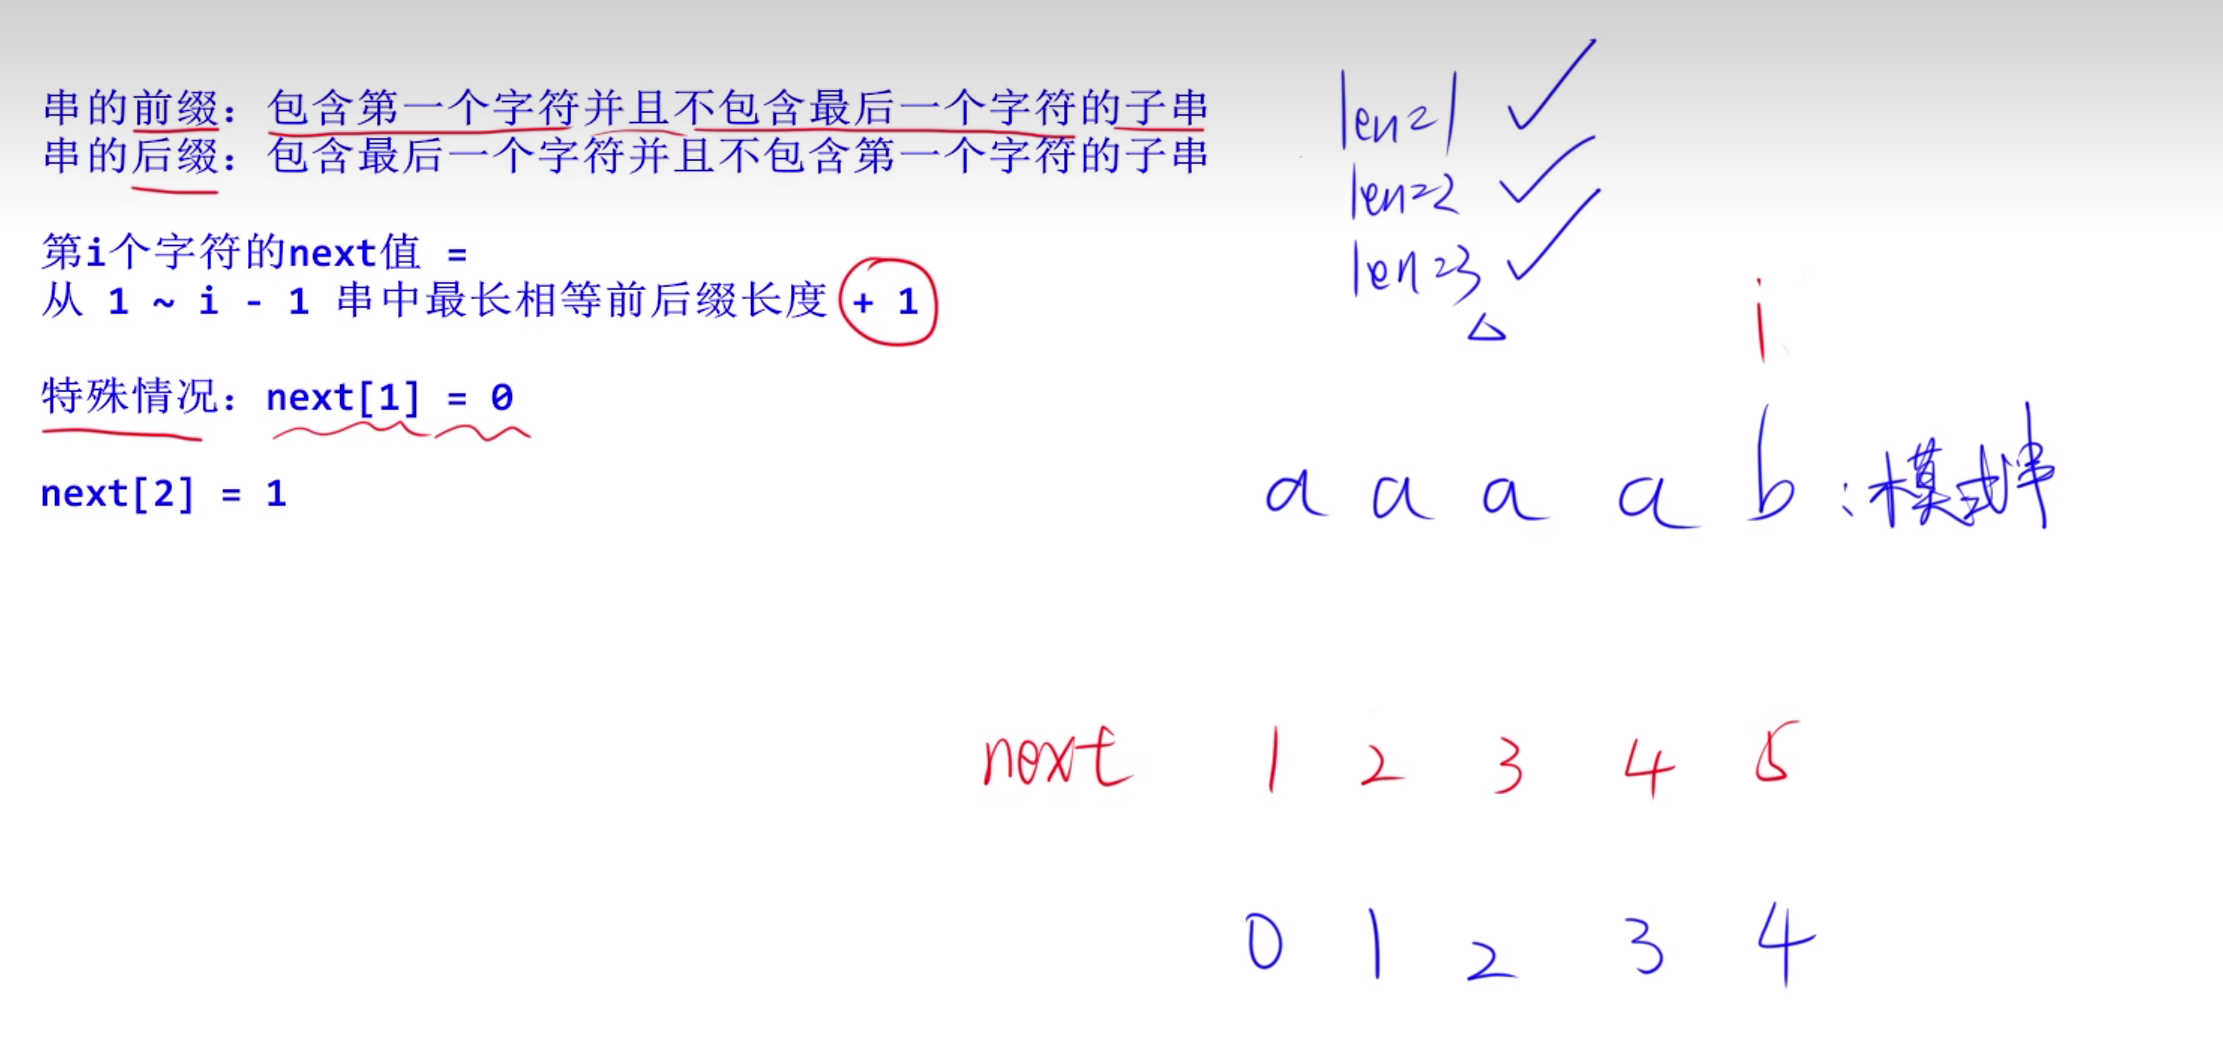 串的前缀：包含第一个字符并且不包含最后一个字符的子串
串的后缀：包含最后一个字符并且不包含第一个字符的子串
第i个字符的next值 =
从 1 ~ i - 1 串中最长相等前后缀长度 + 1
特殊情况：next[1] = 0
next[2] = 1
len=1 ✓
len=2 ✓
len=3 ✓
△
i
a a a a b：模式串
next 1 2 3 4 5
0 1 2 3 4